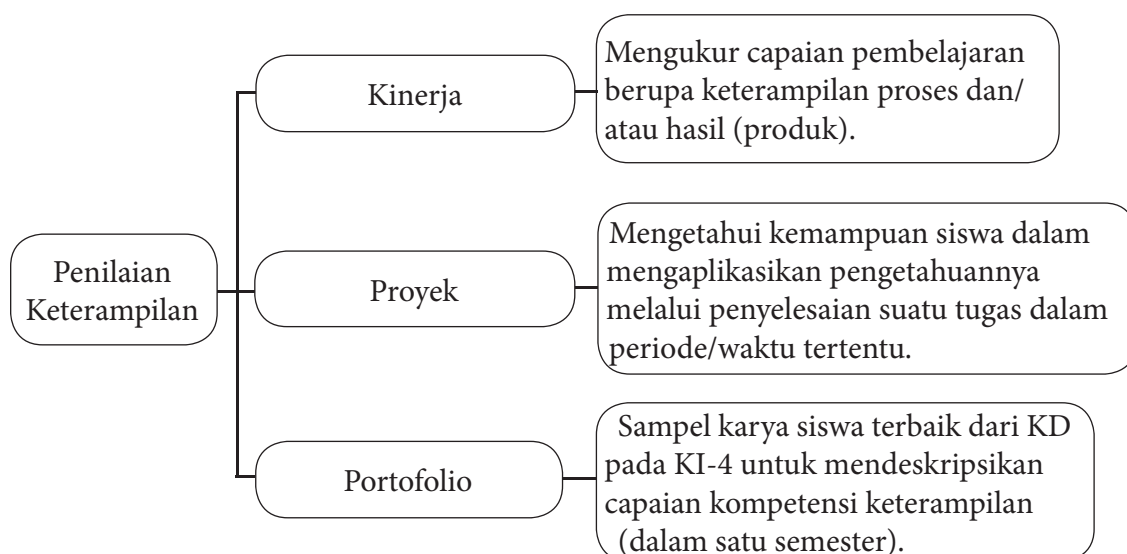 Kinerja
Mengukur capaian pembelajaran
berupa keterampilan proses dan/
atau hasil (produk).
Penilaian
Keterampilan
Proyek
Mengetahui kemampuan siswa dalam
mengaplikasikan pengetahuannya
melalui penyelesaian suatu tugas dalam
periode/waktu tertentu.
Portofolio
Sampel karya siswa terbaik dari KD
pada KI-4 untuk mendeskripsikan
capaian kompetensi keterampilan
(dalam satu semester).